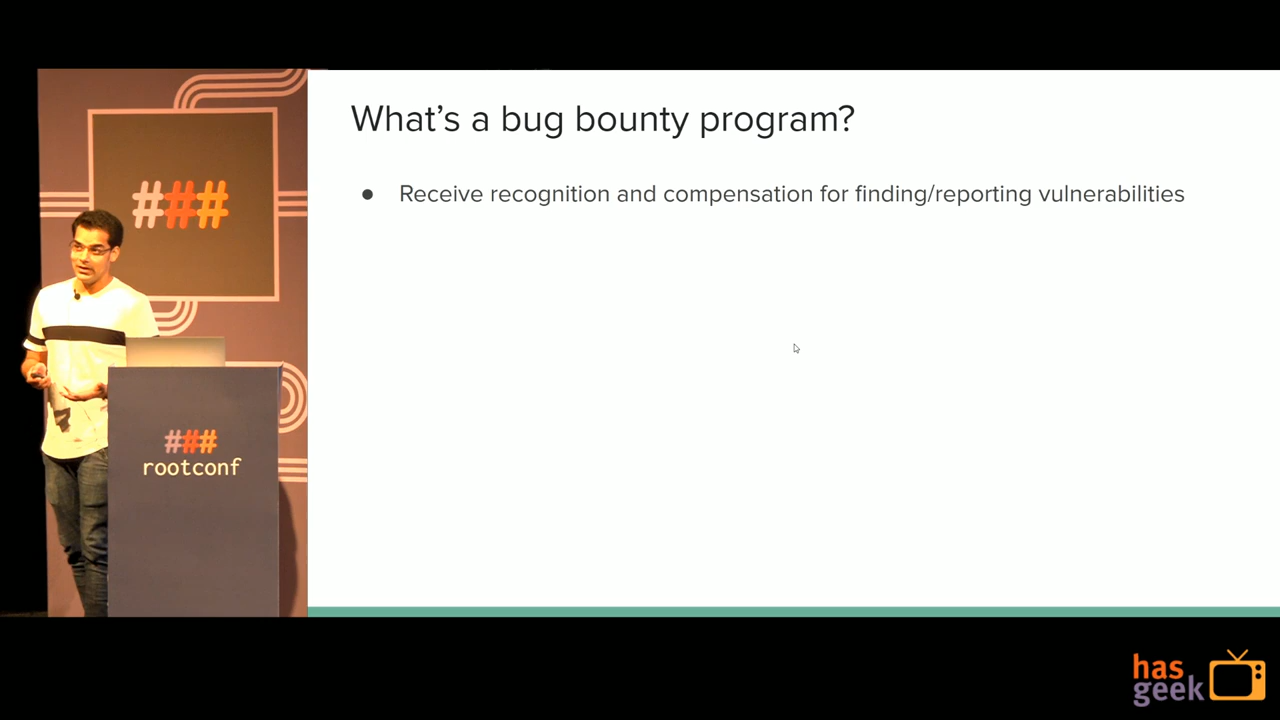 What's a bug bounty program?
● Receive recognition and compensation for finding/reporting vulnerabilities
###
###
rootconf
has
geek